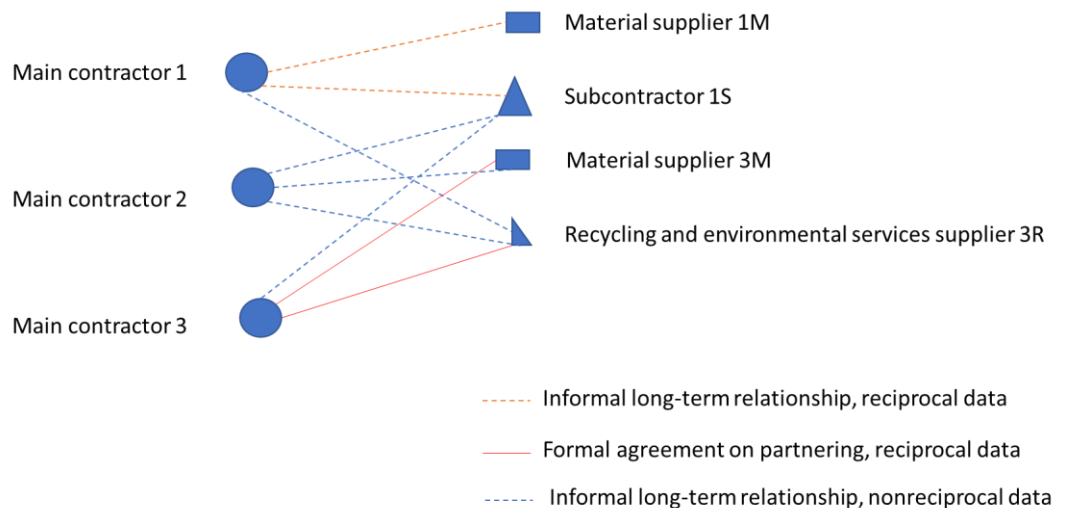 Material supplier 1M
Main contractor 1
Subcontractor 1S
Material supplier 3M
Main contractor 2
Recycling and environmental services supplier 3R
Main contractor 3
Informal long-term relationship, reciprocal data
Formal agreement on partnering, reciprocal data
Informal long-term relationship, nonreciprocal data